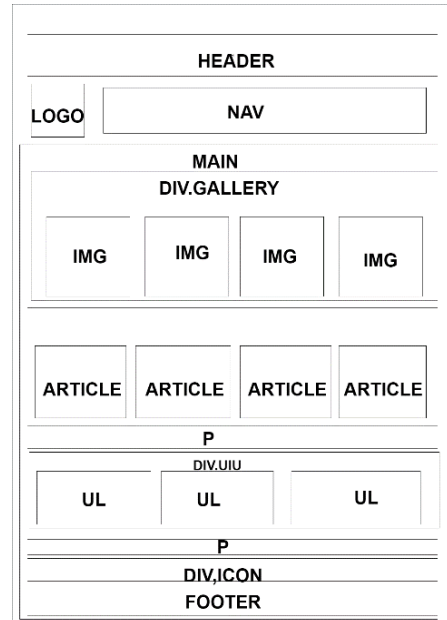 HEADER
LOGO
NAV
MAIN
DIV.GALLERY
IMG IMG IMG IMG
ARTICLE ARTICLE ARTICLE ARTICLE
P
DIV.UIU
UL UL UL
P
DIV,ICON
FOOTER